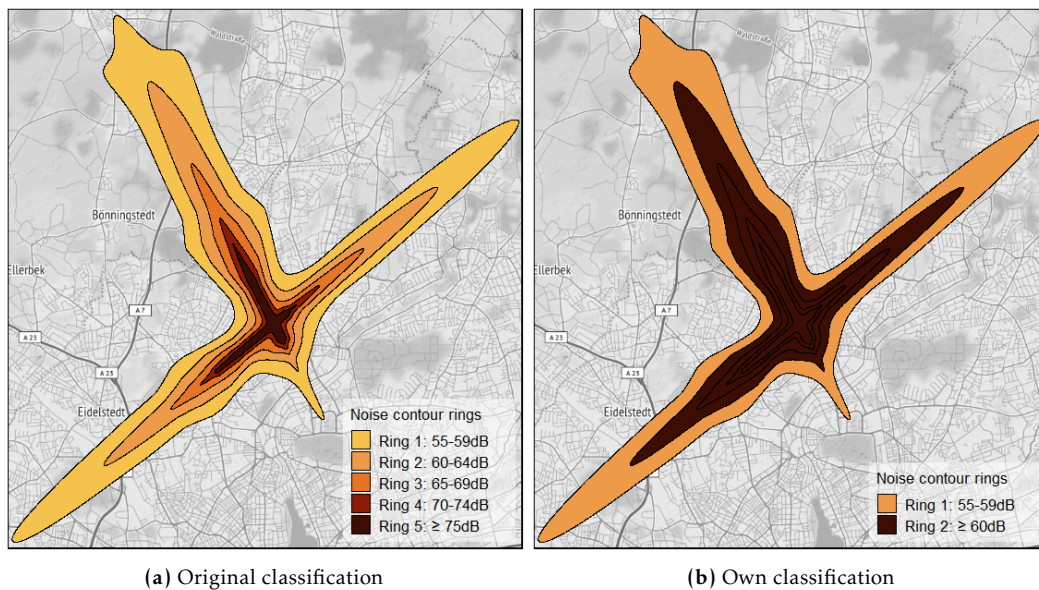 Waldstraße
Bönningstedt
Ellerbek
A 7
A 23
A 23
Eidelstedt
Noise contour rings
Ring 1: 55-59dB
Ring 2: 60-64dB
Ring 3: 65-69dB
Ring 4: 70-74dB
Ring 5: ≥ 75dB
(a) Original classification
Waldstraße
Bönningstedt
Ellerbek
A 7
A 23
A 23
Eidelstedt
Noise contour rings
Ring 1: 55-59dB
Ring 2: ≥ 60dB
(b) Own classification